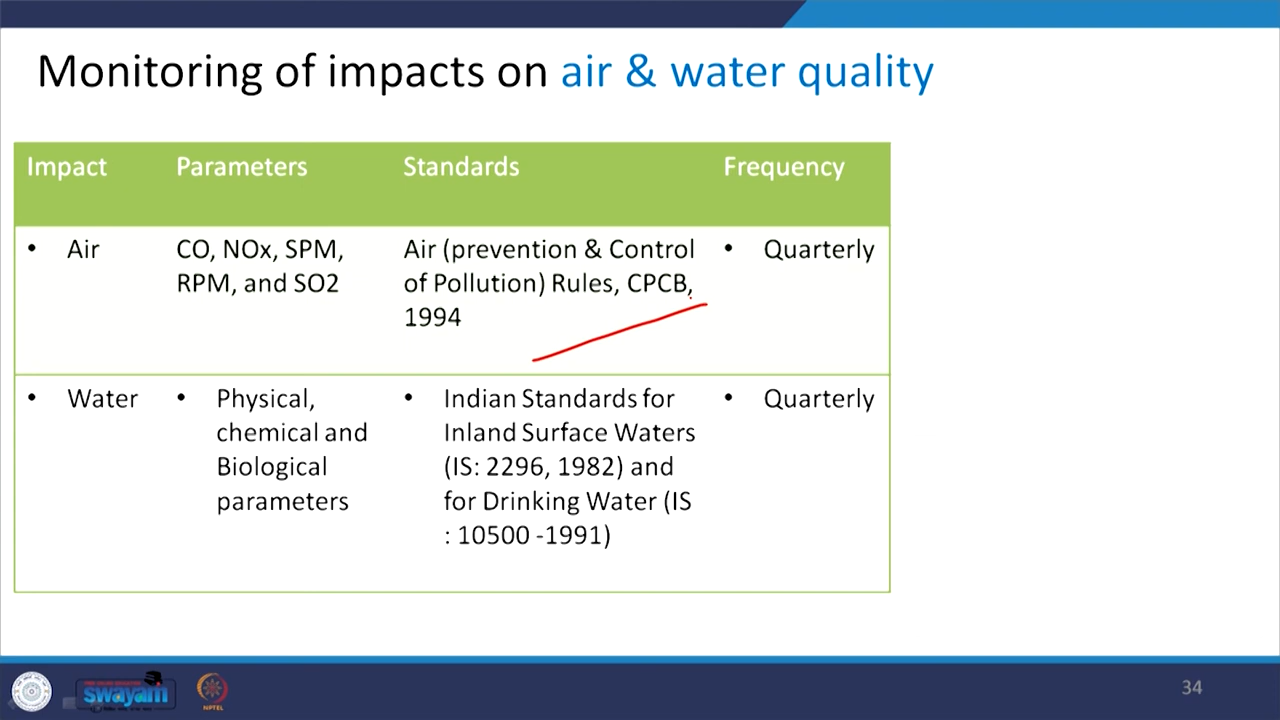 Monitoring of impacts on air & water quality
Impact Parameters Standards Frequency
• Air CO, NOx, SPM, Air (prevention & Control • Quarterly
RPM, and SO2 of Pollution) Rules, CPCB,
1994
• Water • Physical, • Indian Standards for • Quarterly
chemical and Inland Surface Waters
Biological (IS: 2296, 1982) and
parameters for Drinking Water (IS
: 10500 -1991)
swayam NPTEL 34